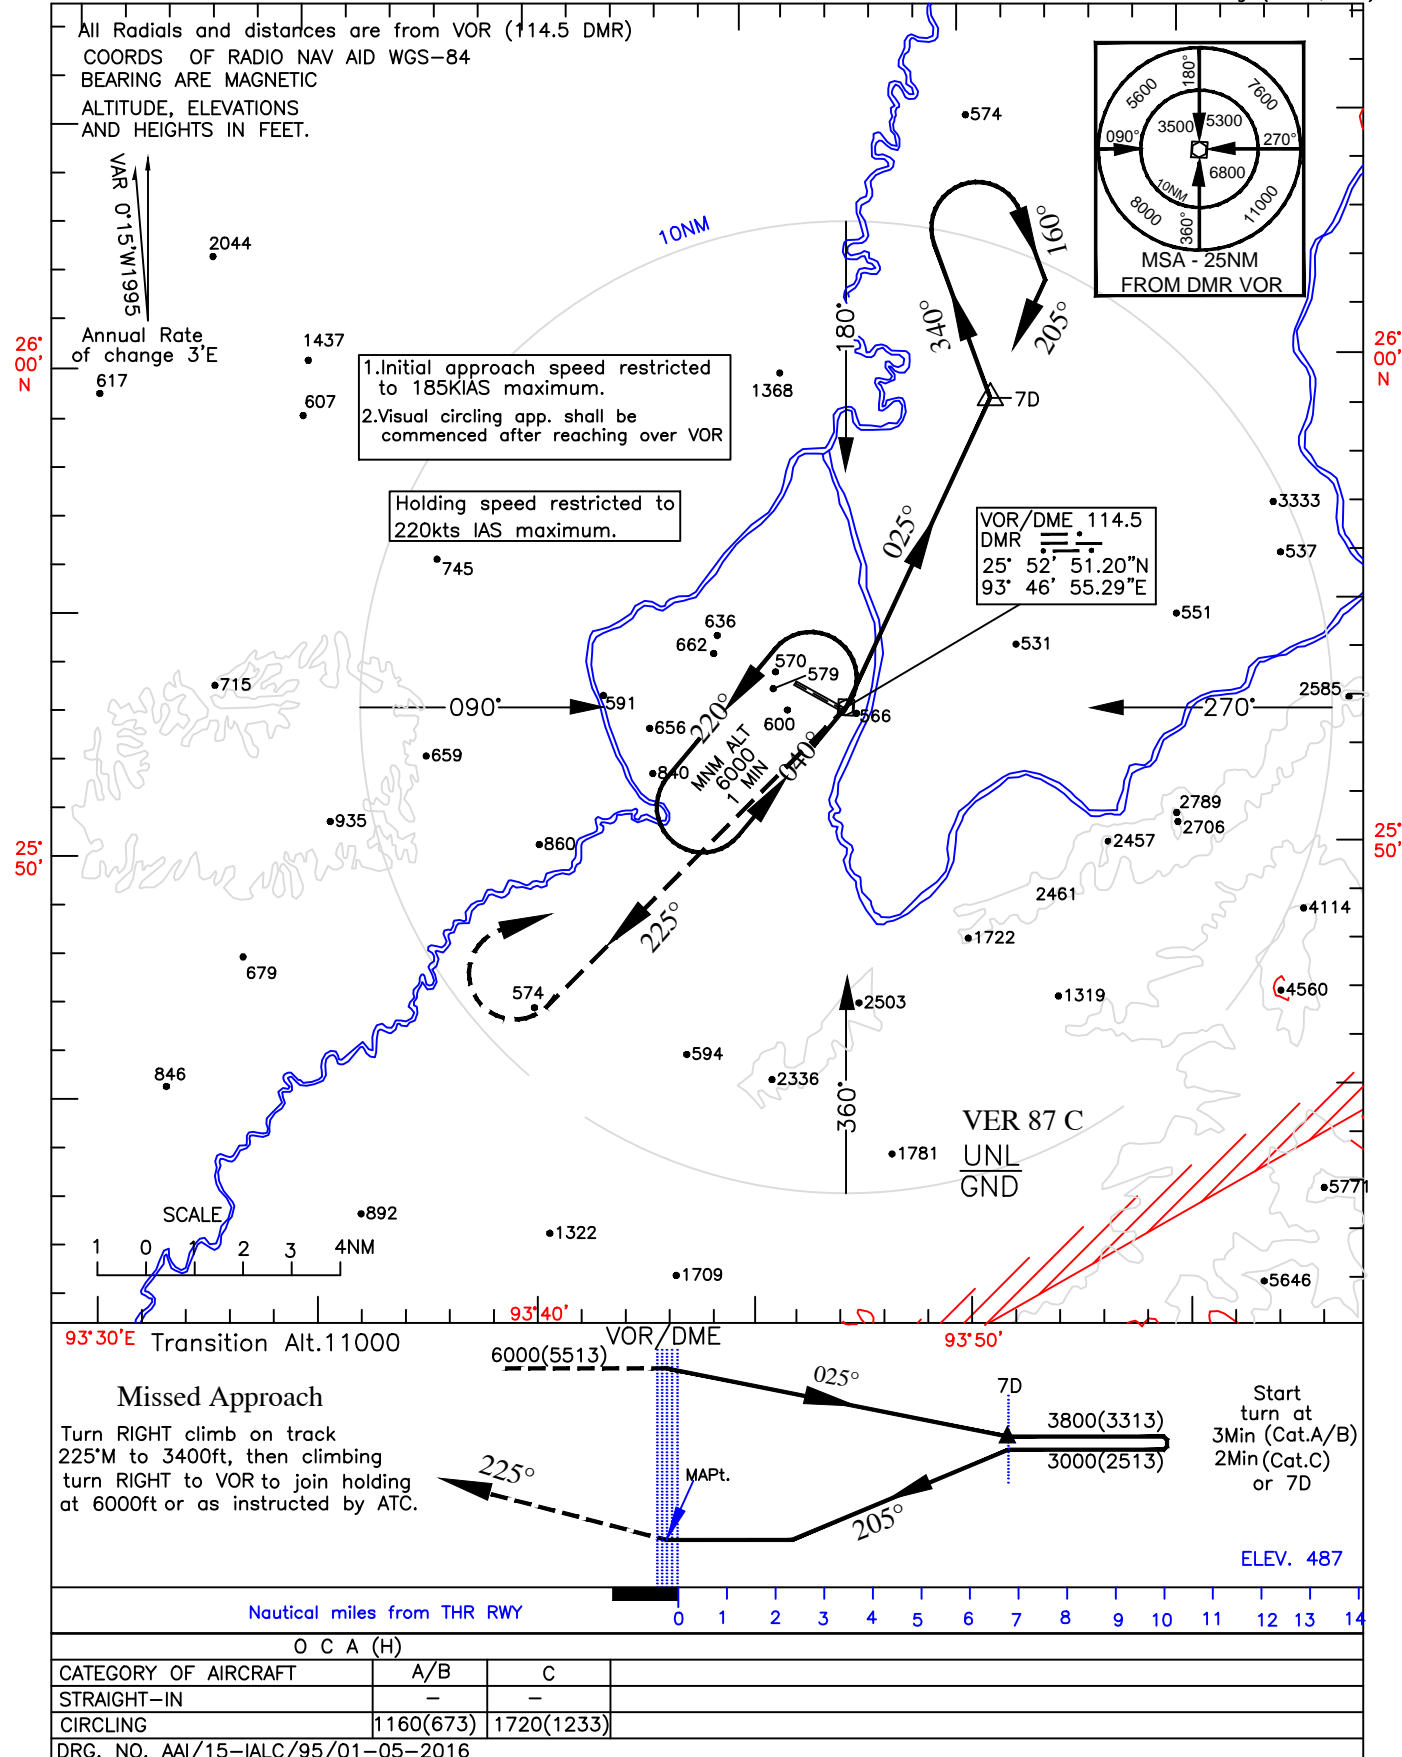 All Radials and distances are from VOR (114.5 DMR)
COORDS OF RADIO NAV AID WGS-84
BEARING ARE MAGNETIC
ALTITUDE, ELEVATIONS
AND HEIGHTS IN FEET.
VAR 0°15'W1995
Annual Rate
of change 3'E
5600
180°
7600
3500
5300
090°
270°
6800
10NM
8000
360°
11000
MSA - 25NM
FROM DMR VOR
574
2044
10NM
160°
340°
205°
180°
26°
00'
N
26°
00'
N
1437
617
607
1368
7D
1.Initial approach speed restricted
to 185KIAS maximum.
2.Visual circling app. shall be
commenced after reaching over VOR
Holding speed restricted to
220kts IAS maximum.
745
025°
VOR/DME 114.5
DMR
25° 52' 51.20"N
93° 46' 55.29"E
3333
537
551
531
636
662
570
579
715
090°
591
220°
600
566
270°
2585
656
659
840
MNM ALT
6000
1 MIN
040°
935
860
2789
2706
2457
25°
50'
25°
50'
2461
4114
225°
1722
679
574
2503
1319
4560
594
846
2336
360°
VER 87 C
UNL
GND
1781
5771
SCALE
892
1322
1 0 1 2 3 4NM
1709
5646
93°30'E
93°40'
93°50'
Transition Alt.11000
VOR/DME
6000(5513)
025°
7D
Missed Approach
Turn RIGHT climb on track
225°M to 3400ft, then climbing
turn RIGHT to VOR to join holding
at 6000ft or as instructed by ATC.
3800(3313)
3000(2513)
Start
turn at
3Min (Cat.A/B)
2Min (Cat.C)
or 7D
225°
MAPt.
205°
ELEV. 487
Nautical miles from THR RWY
0 1 2 3 4 5 6 7 8 9 10 11 12 13 14
O C A (H)
CATEGORY OF AIRCRAFT A/B C
STRAIGHT-IN - -
CIRCLING 1160(673) 1720(1233)
DRG. NO. AAI/15-IALC/95/01-05-2016